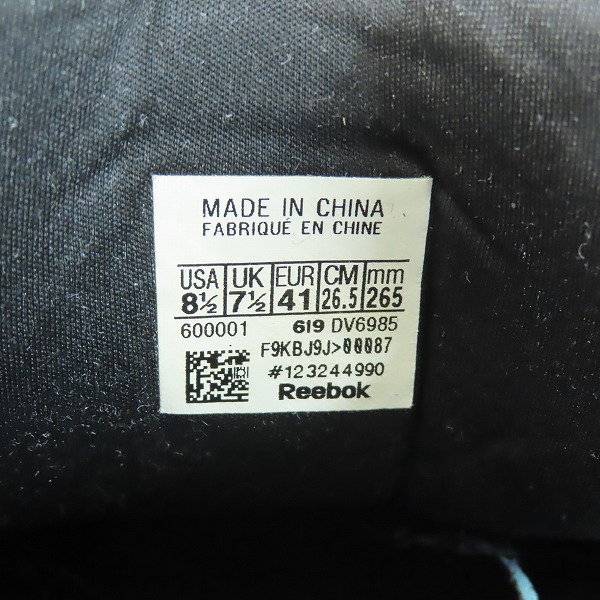 MADE IN CHINA
FABRIQUÉ EN CHINE
USA UK EUR CM mm
8½ 7½ 41 26.5 265
600001 619 DV6985
F9KBJ9J>00087
#123244990
Reebok